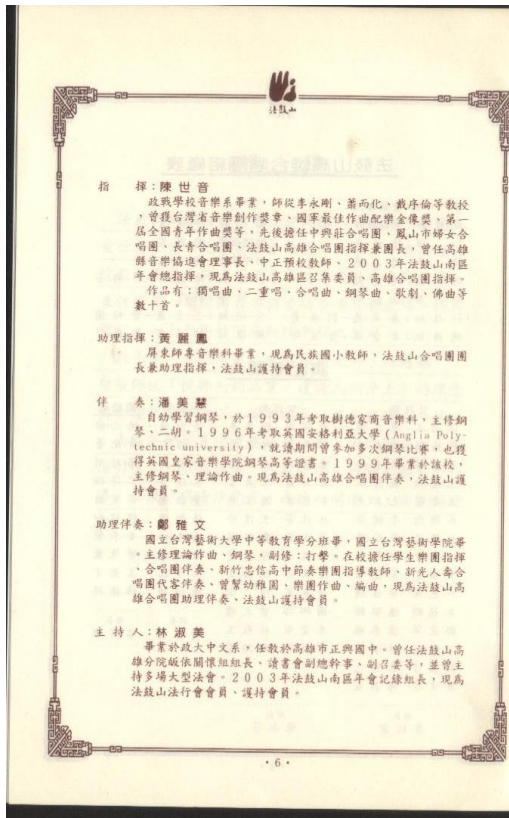 法鼓山
指 揮：陳世音
政戰學校音樂系畢業，師從李永剛、蕭而化、戴序倫等教授
，曾獲台灣省音樂創作獎章、國軍最佳作曲配樂金像獎、第一
屆全國青年作曲獎等，先後擔任中興莊合唱團、鳳山市婦女合
唱團、長青合唱團、法鼓山高雄合唱團指揮兼團長，曾任高雄
縣音樂協進會理事長、中正預校教師、2003年法鼓山南區
年會總指揮，現為法鼓山高雄區召集委員、高雄合唱團指揮。
作品有：獨唱曲、二重唱．合唱曲、鋼琴曲、歌劇、佛曲等
數十首。
助理指揮：黃麗鳳
屏東師專音樂科畢業，現為民族國小教師，法鼓山合唱團團
長兼助理指揮，法鼓山護持會員。
伴 奏：潘美慧
自幼學習鋼琴，於1993年考取樹德家商音樂科，主修鋼
琴、二胡。1996年考取英國安格利亞大學（Anglia Poly-
technic university），就讀期間曾參加多次鋼琴比賽，也獲
得英國皇家音樂學院鋼琴高等證書。1999年畢業於該校，
主修鋼琴、理論作曲。現為法鼓山高雄合唱團伴奏，法鼓山護
持會員。
助理伴奏：鄭雅文
國立台灣藝術大學中等教育學分班畢，國立台灣藝術學院畢
。主修理論作曲、鋼琴，副修：打擊。在校擔任學生樂團指揮
、合唱團伴奏、新竹忠信高中節奏樂團指導教師、新光人壽合
唱團代客伴奏、曾幫幼稚園、樂團作曲、編曲，現為法鼓山高
雄合唱團助理伴奏、法鼓山護持會員。
主持人：林淑美
畢業於政大中文系，任教於高雄市正興國中。曾任法鼓山高
雄分院皈依關懷組組長、讀書會副總幹事、副召委等，並曾主
持多場大型法會。2003年法鼓山南區年會記錄組長，現為
法鼓山法行會會員、護持會員。
·6·